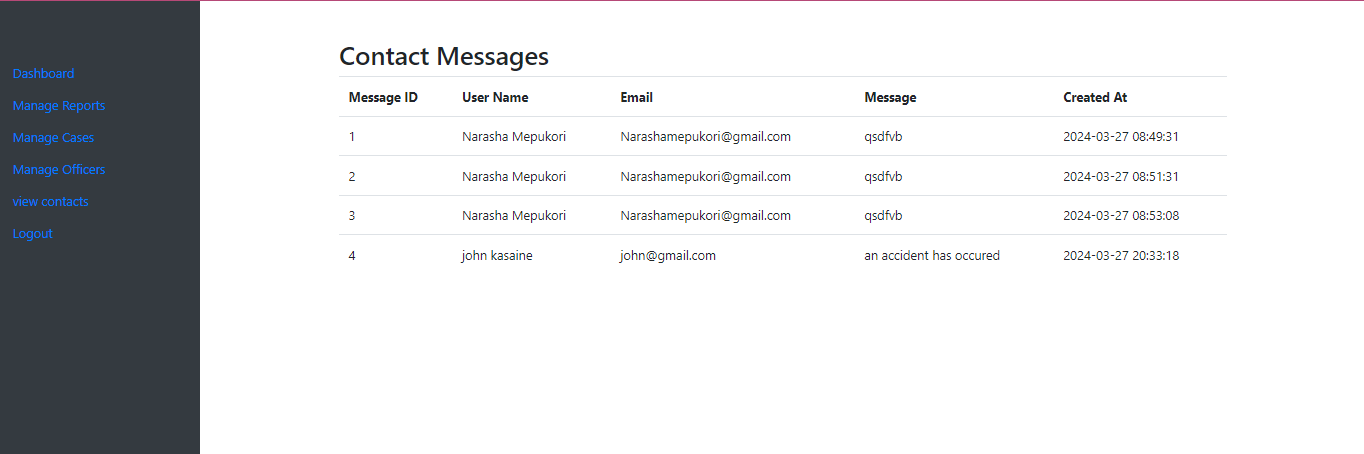 Dashboard
Manage Reports
Manage Cases
Manage Officers
view contacts
Logout
Contact Messages
Message ID User Name Email Message Created At
1 Narasha Mepukori Narashamepukori@gmail.com qsdfvb 2024-03-27 08:49:31
2 Narasha Mepukori Narashamepukori@gmail.com qsdfvb 2024-03-27 08:51:31
3 Narasha Mepukori Narashamepukori@gmail.com qsdfvb 2024-03-27 08:53:08
4 john kasaine john@gmail.com an accident has occured 2024-03-27 20:33:18